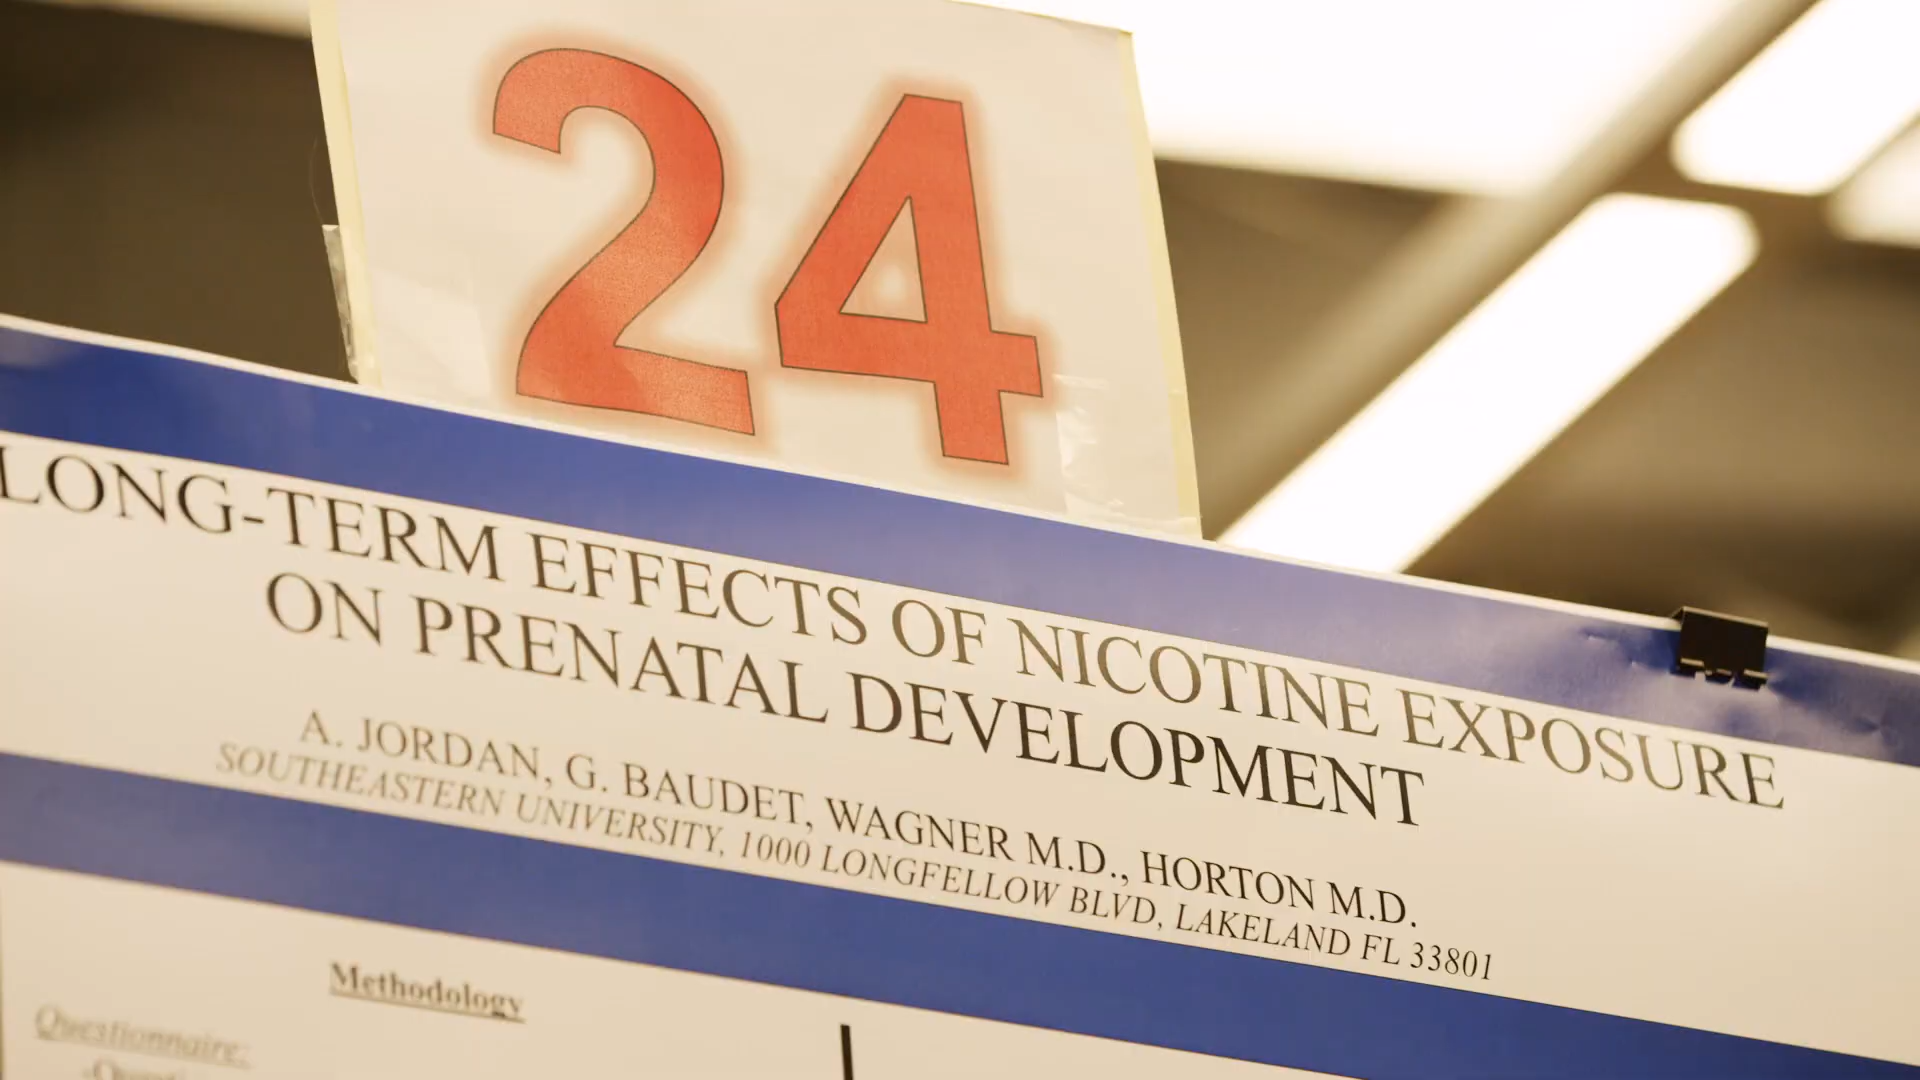 24
LONG-TERM EFFECTS OF NICOTINE EXPOSURE
ON PRENATAL DEVELOPMENT
A. JORDAN, G. BAUDET, WAGNER M.D., HORTON M.D.
SOUTHEASTERN UNIVERSITY, 1000 LONGFELLOW BLVD, LAKELAND FL 33801
Methodology
Questionnaire: